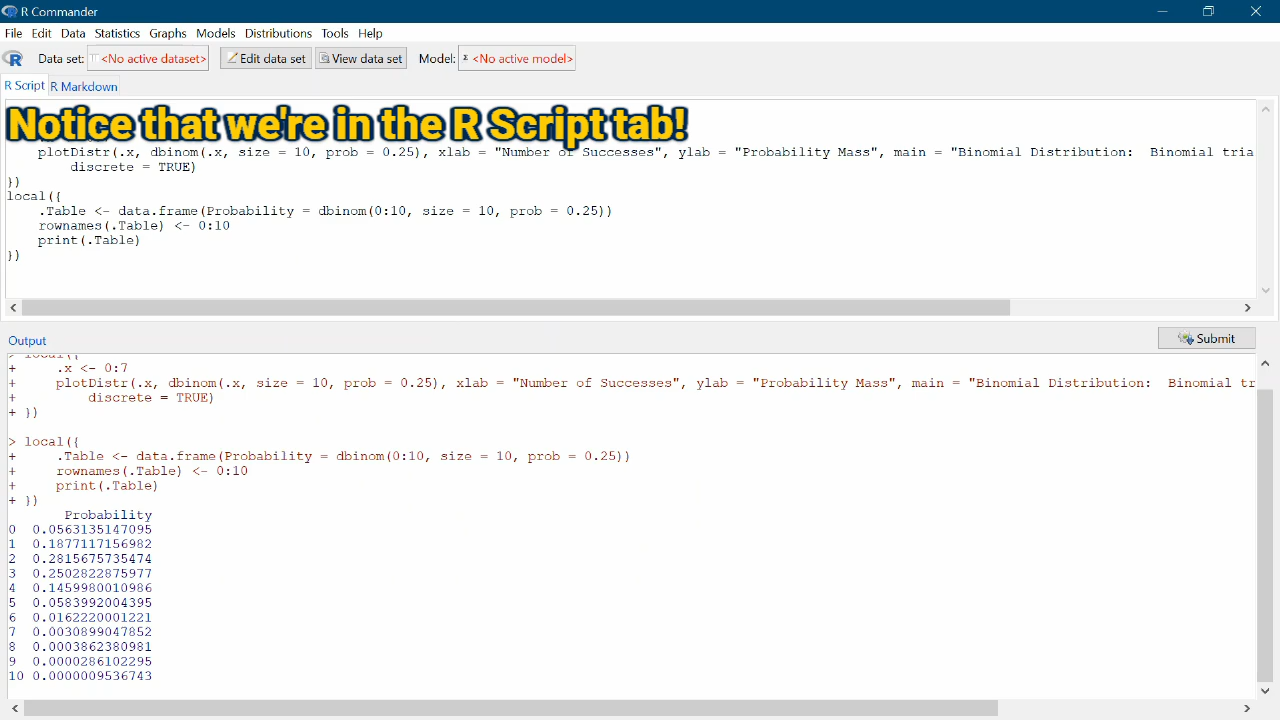 R Commander
File Edit Data Statistics Graphs Models Distributions Tools Help
Data set: <No active dataset> Edit data set View data set Model: Σ <No active model>
R Script R Markdown
Notice that we're in the R Script tab!
plotDistr(.x, dbinom(.x, size = 10, prob = 0.25), xlab = "Number of Successes", ylab = "Probability Mass", main = "Binomial Distribution:  Binomial tria
discrete = TRUE)
})
local({
.Table <- data.frame(Probability = dbinom(0:10, size = 10, prob = 0.25))
rownames(.Table) <- 0:10
print(.Table)
})
Output
Submit
> local({
+ .x <- 0:7
+ plotDistr(.x, dbinom(.x, size = 10, prob = 0.25), xlab = "Number of Successes", ylab = "Probability Mass", main = "Binomial Distribution:  Binomial tr
+ discrete = TRUE)
+ })
> local({
+ .Table <- data.frame(Probability = dbinom(0:10, size = 10, prob = 0.25))
+ rownames(.Table) <- 0:10
+ print(.Table)
+ })
Probability
0 0.0563135147095
1 0.1877117156982
2 0.2815675735474
3 0.2502822875977
4 0.1459980010986
5 0.0583992004395
6 0.0162220001221
7 0.0030899047852
8 0.0003862380981
9 0.0000286102295
10 0.0000009536743